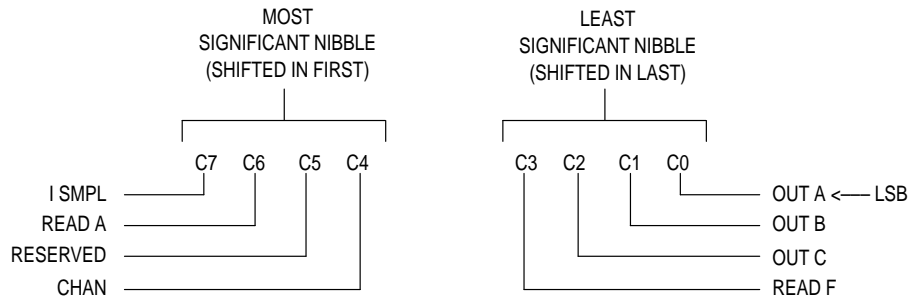 MOST
SIGNIFICANT NIBBLE
(SHIFTED IN FIRST)
LEAST
SIGNIFICANT NIBBLE
(SHIFTED IN LAST)
C7 C6 C5 C4
C3 C2 C1 C0
I SMPL
READ A
RESERVED
CHAN
OUT A <— LSB
OUT B
OUT C
READ F